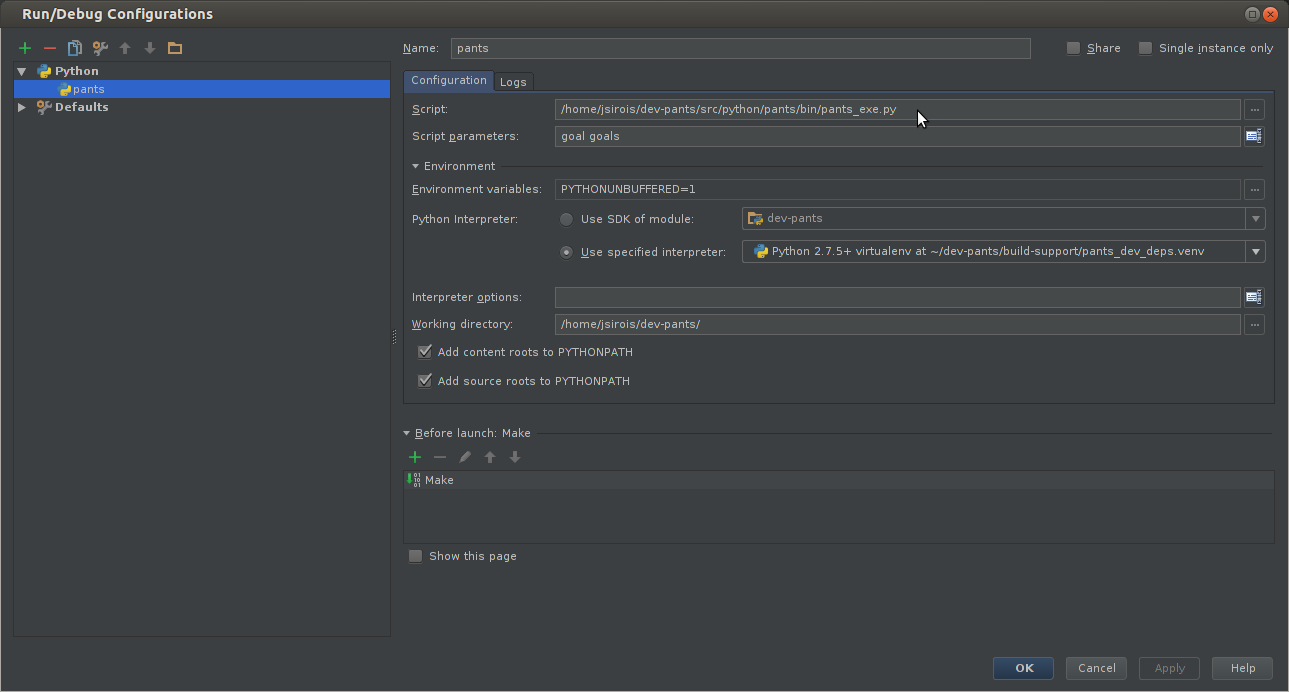 Run/Debug Configurations
Name: pants Share Single instance only
Python
pants
Defaults
Configuration Logs
Script: /home/jsirois/dev-pants/src/python/pants/bin/pants_exe.py ...
Script parameters: goal goals
Environment
Environment variables: PYTHONUNBUFFERED=1 ...
Python Interpreter: Use SDK of module: dev-pants
Use specified interpreter: Python 2.7.5+ virtualenv at ~/dev-pants/build-support/pants_dev_deps.venv
Interpreter options:
Working directory: /home/jsirois/dev-pants/ ...
Add content roots to PYTHONPATH
Add source roots to PYTHONPATH
Before launch: Make
Make
Show this page
OK Cancel Apply Help